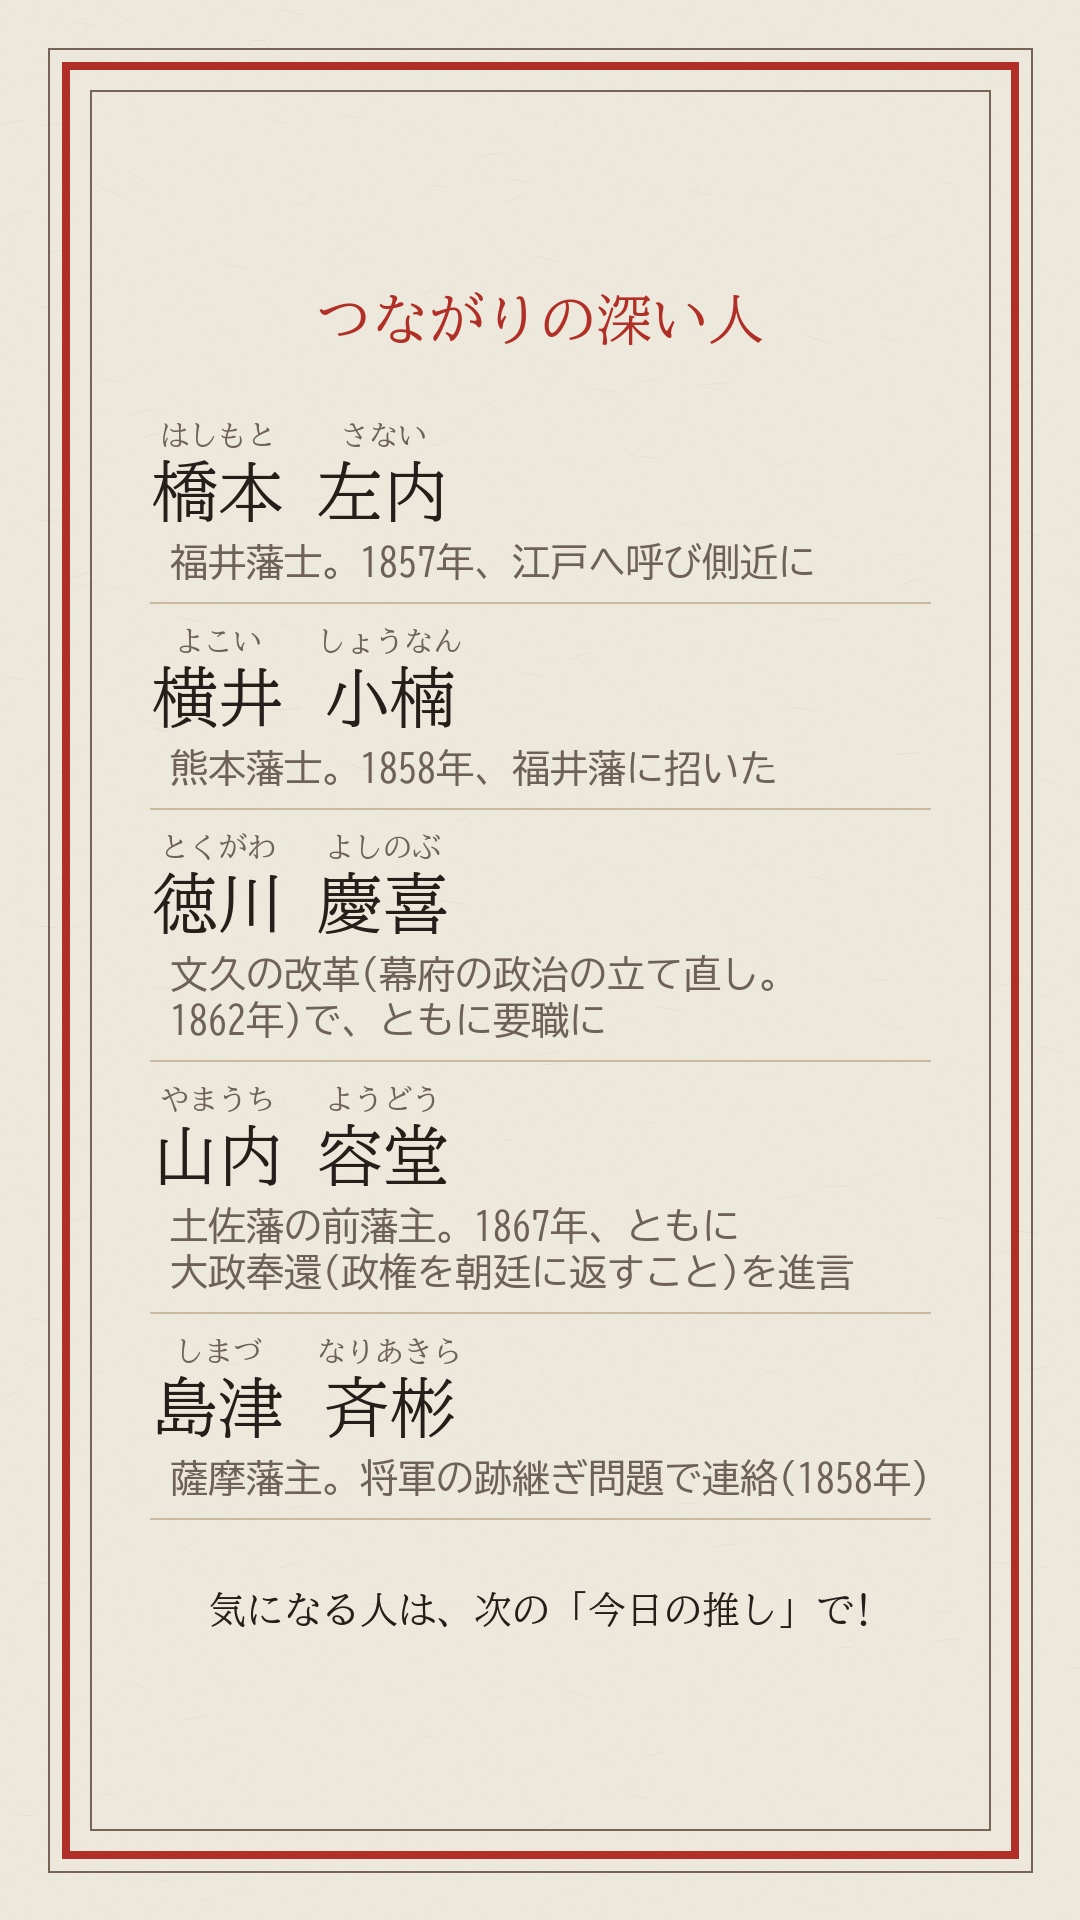 つながりの深い人
はしもと さない
橋本 左内
福井藩士。1857年、江戸へ呼び側近に
よこい しょうなん
横井 小楠
熊本藩士。1858年、福井藩に招いた
とくがわ よしのぶ
徳川 慶喜
文久の改革(幕府の政治の立て直し。
1862年)で、ともに要職に
やまうち ようどう
山内 容堂
土佐藩の前藩主。1867年、ともに
大政奉還(政権を朝廷に返すこと)を進言
しまづ なりあきら
島津 斉彬
薩摩藩主。将軍の跡継ぎ問題で連絡(1858年)
気になる人は、次の「今日の推し」で!